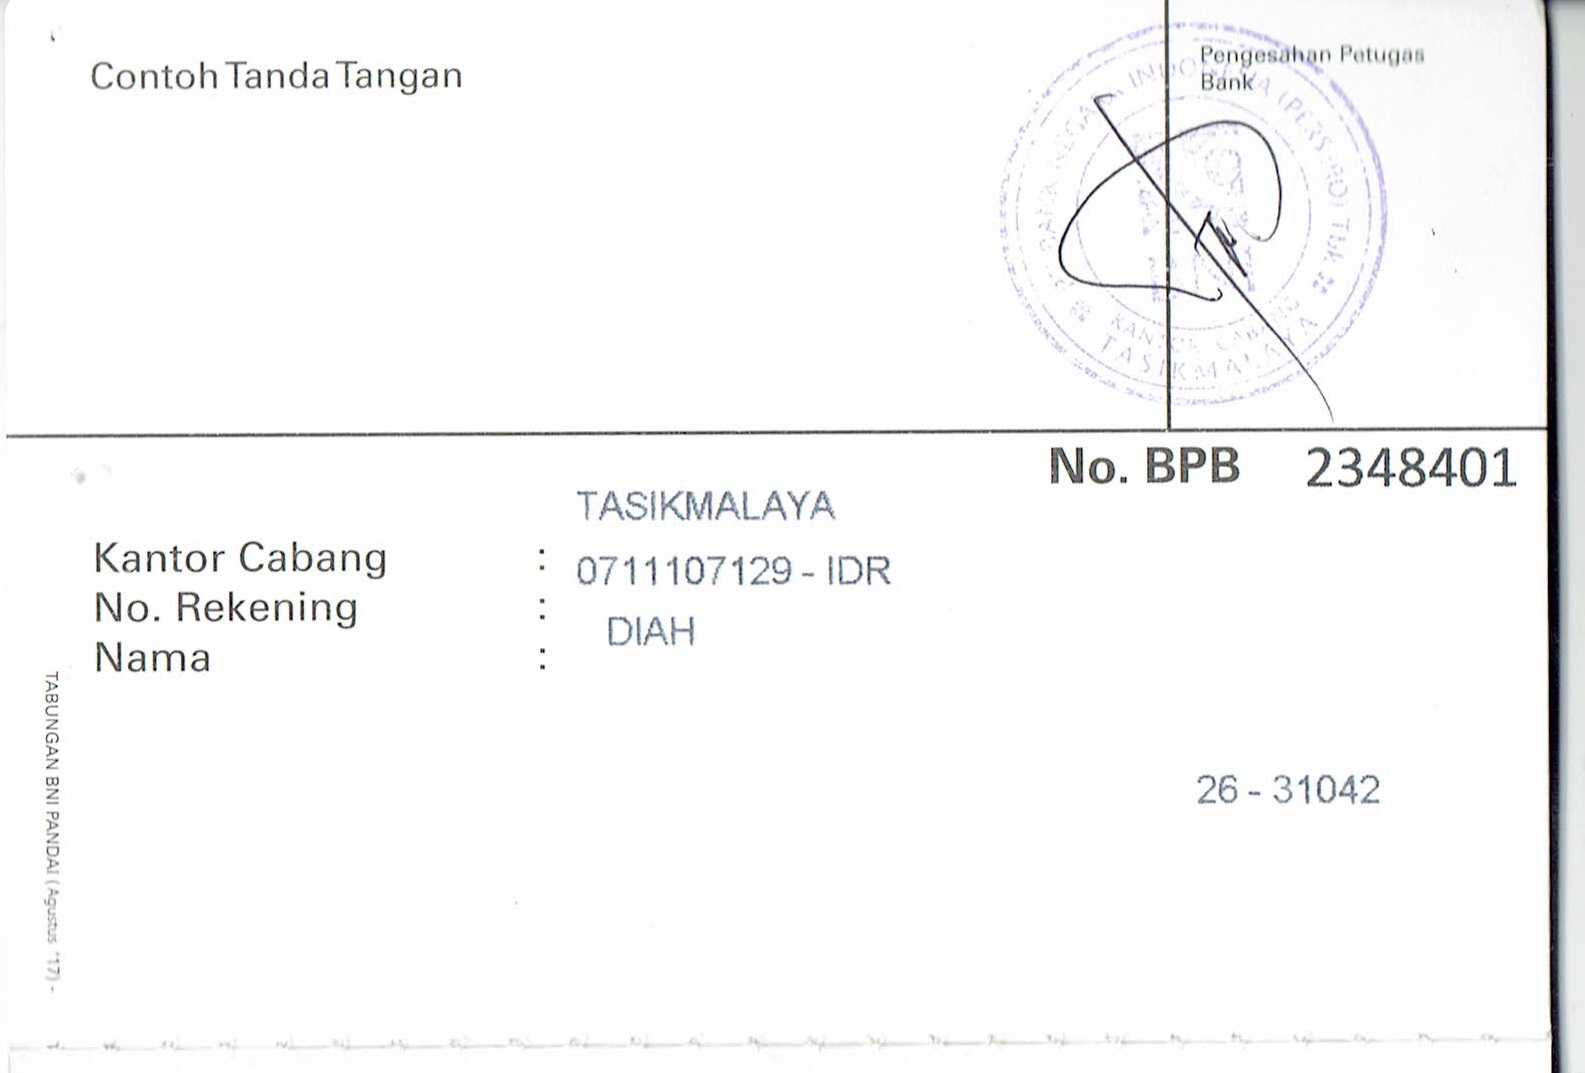 Contoh Tanda Tangan
Pengesahan Petugas
Bank
NEGARA INDONESIA (PERSERO) Tbk
KANTOR CABANG
TASIKMALAYA
No. BPB 2348401
TASIKMALAYA
Kantor Cabang :
0711107129 - IDR
No. Rekening :
DIAH
Nama :
26 - 31042
TABUNGAN BNI PANDAI (Agustus '17) -